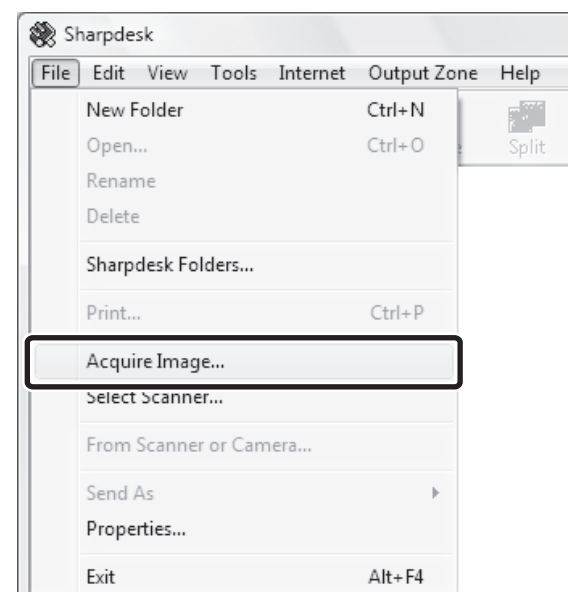 Sharpdesk
File Edit View Tools Internet Output Zone Help
New Folder Ctrl+N
Open... Ctrl+O
Split
Rename
Delete
Sharpdesk Folders...
Print... Ctrl+P
Acquire Image...
Select Scanner...
From Scanner or Camera...
Send As
Properties...
Exit Alt+F4